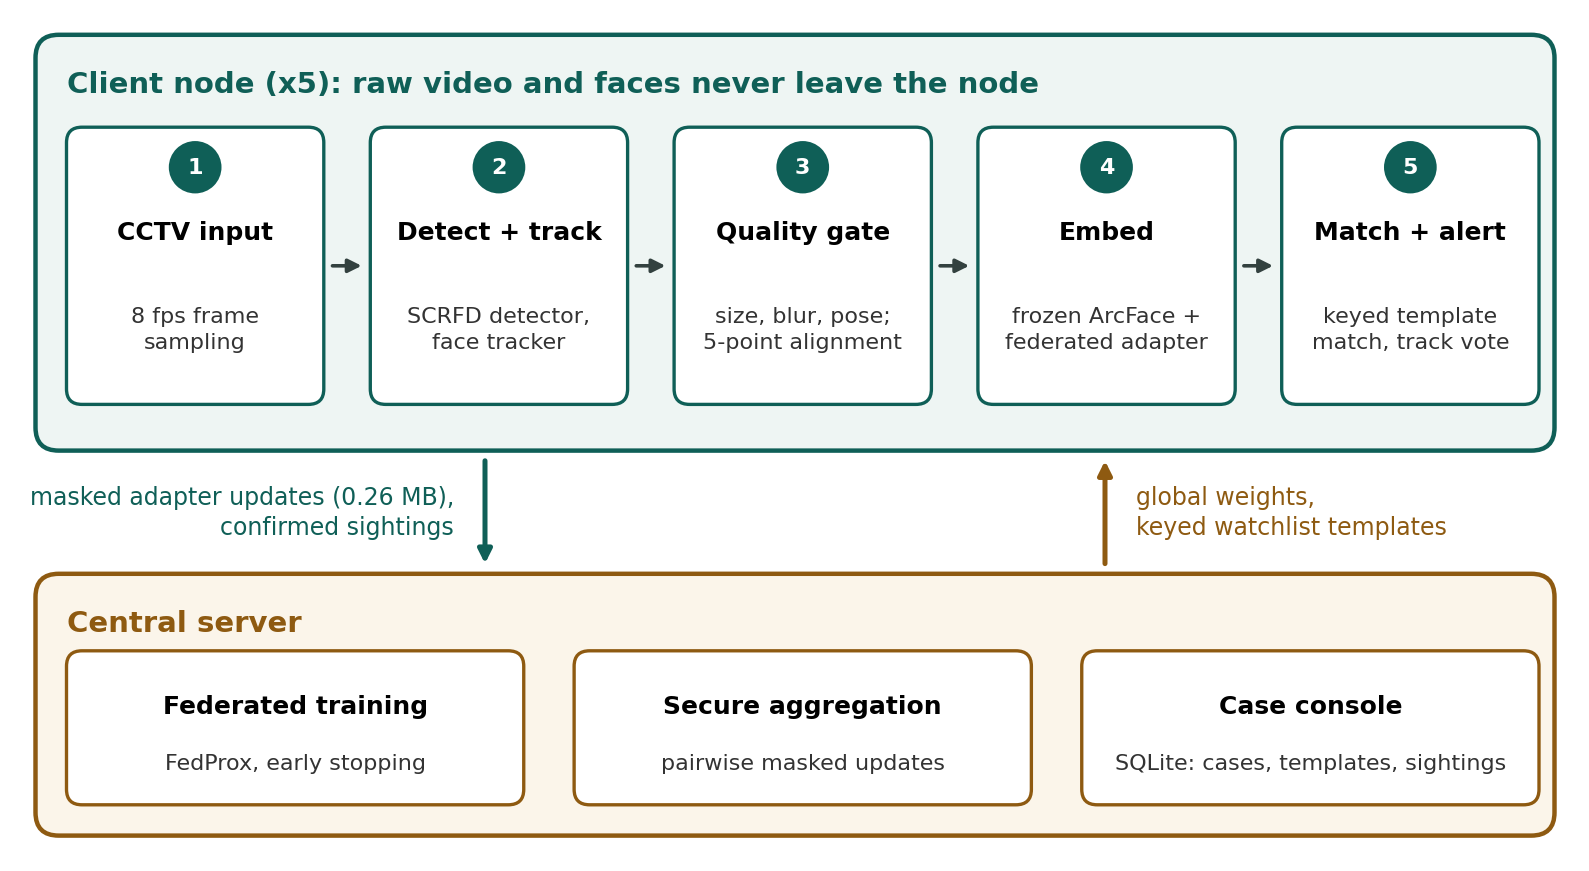 Client node (x5): raw video and faces never leave the node
1
CCTV input
8 fps frame
sampling
2
Detect + track
SCRFD detector,
face tracker
3
Quality gate
size, blur, pose;
5-point alignment
4
Embed
frozen ArcFace +
federated adapter
5
Match + alert
keyed template
match, track vote
masked adapter updates (0.26 MB),
confirmed sightings
global weights,
keyed watchlist templates
Central server
Federated training
FedProx, early stopping
Secure aggregation
pairwise masked updates
Case console
SQLite: cases, templates, sightings